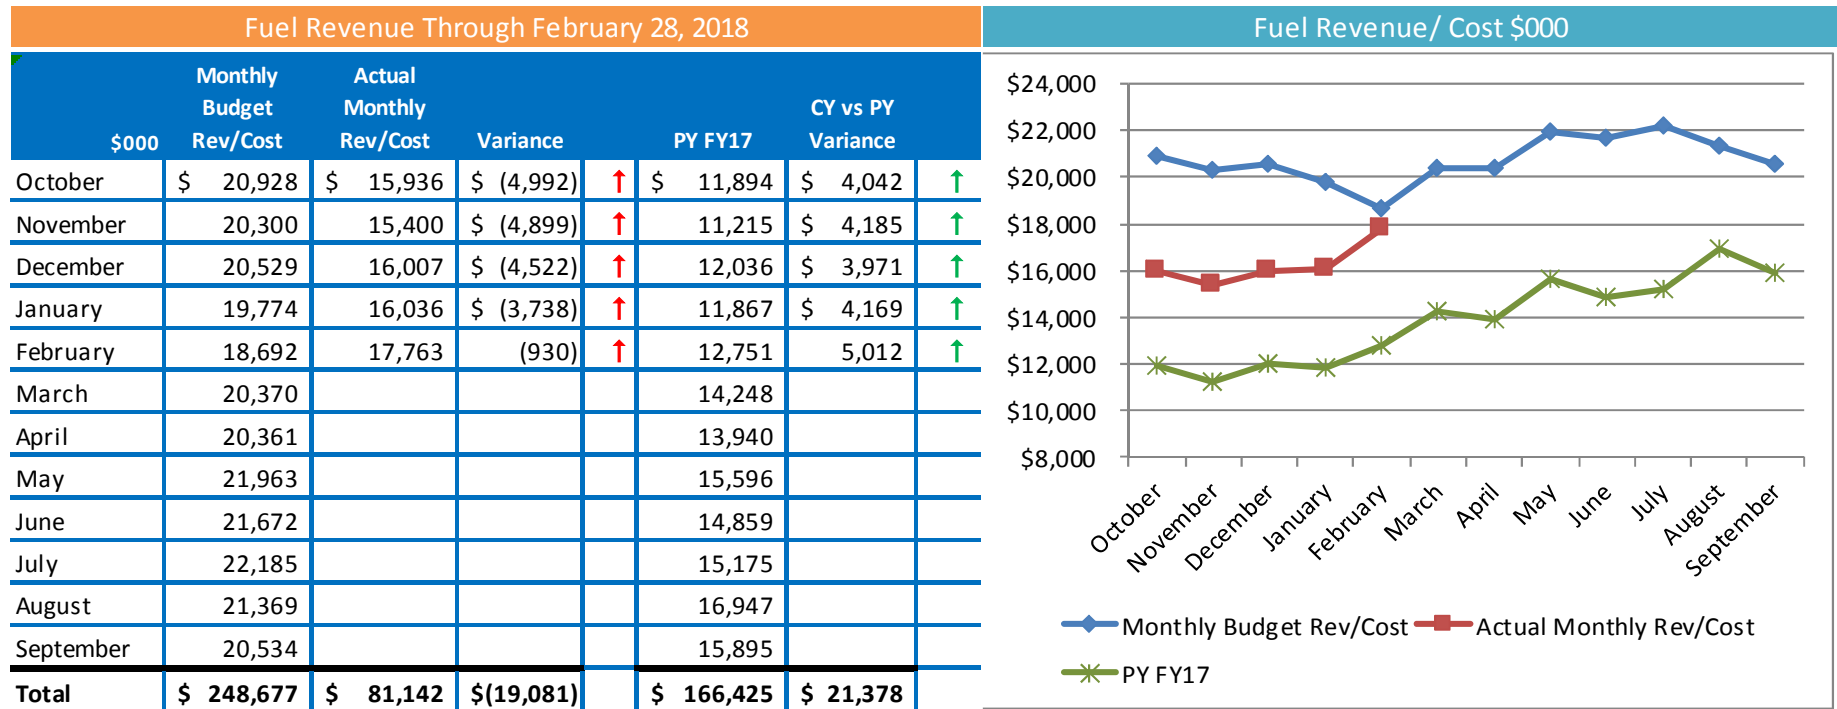 Fuel Revenue Through February 28, 2018
$000 Monthly Budget Rev/Cost Actual Monthly Rev/Cost Variance PY FY17 CY vs PY Variance
October $ 20,928 $ 15,936 $ (4,992) ↑ $ 11,894 $ 4,042 ↑
November 20,300 15,400 $ (4,899) ↑ 11,215 $ 4,185 ↑
December 20,529 16,007 $ (4,522) ↑ 12,036 $ 3,971 ↑
January 19,774 16,036 $ (3,738) ↑ 11,867 $ 4,169 ↑
February 18,692 17,763 (930) ↑ 12,751 5,012 ↑
March 20,370 14,248
April 20,361 13,940
May 21,963 15,596
June 21,672 14,859
July 22,185 15,175
August 21,369 16,947
September 20,534 15,895
Total $ 248,677 $ 81,142 $(19,081) $ 166,425 $ 21,378
Fuel Revenue/ Cost $000
$24,000
$22,000
$20,000
$18,000
$16,000
$14,000
$12,000
$10,000
$8,000
October
November
December
January
February
March
April
May
June
July
August
September
Monthly Budget Rev/Cost Actual Monthly Rev/Cost
PY FY17